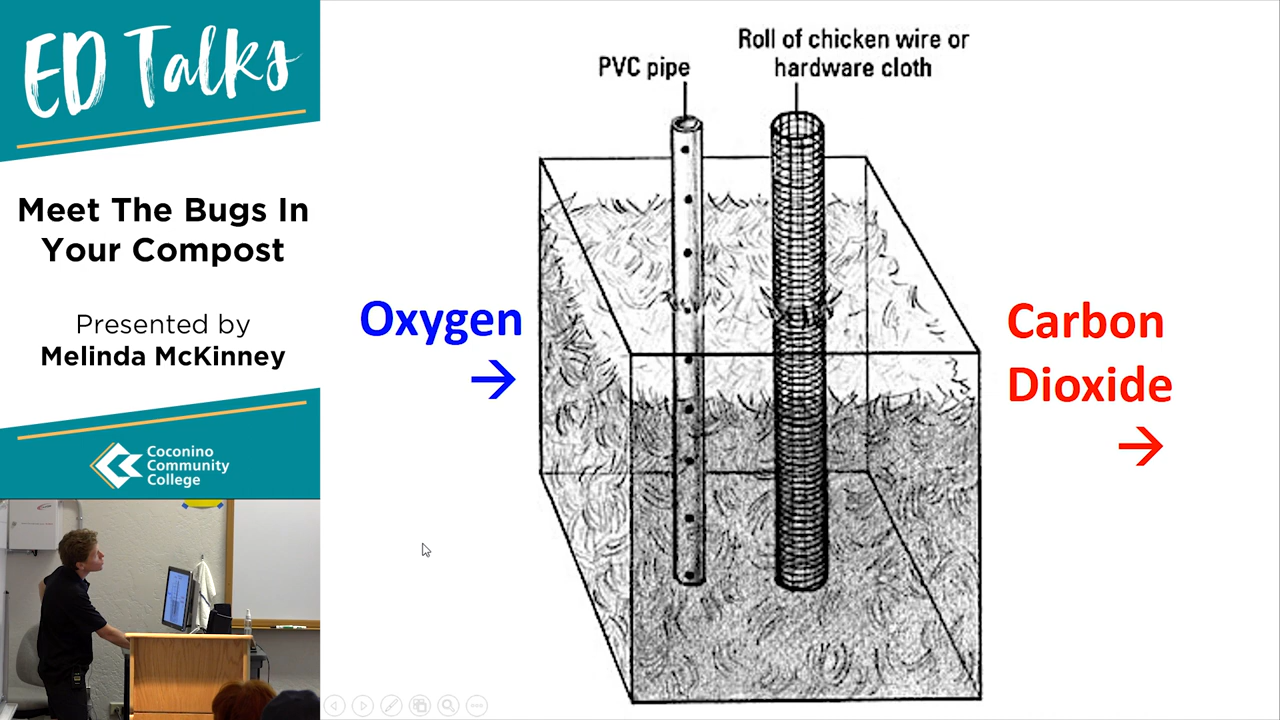 ED Talks
Meet The Bugs In
Your Compost
Presented by
Melinda McKinney
Coconino
Community
College
PVC pipe
Roll of chicken wire or
hardware cloth
Oxygen
→
Carbon
Dioxide
→